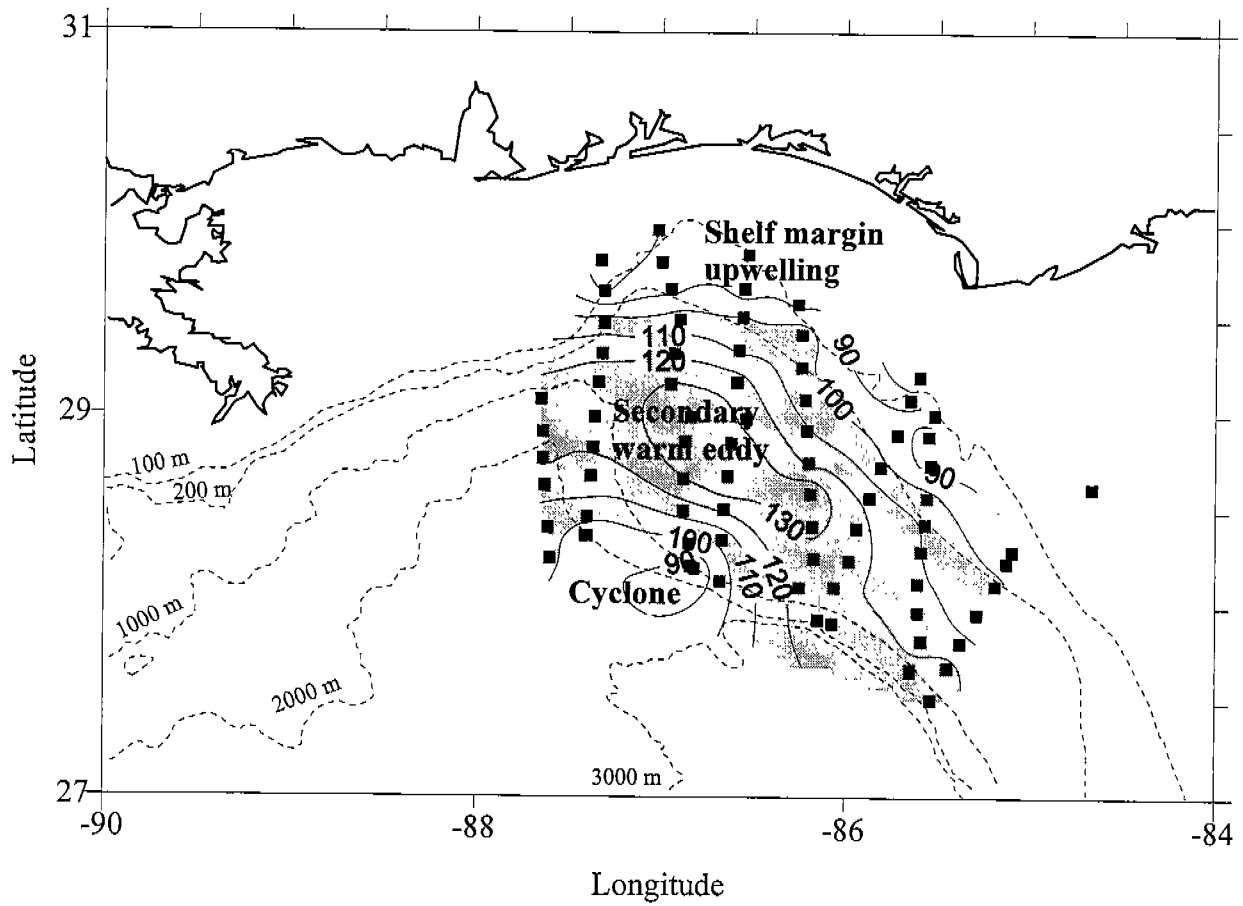 31
Shelf margin
upwelling
110
120
90
100
29
Latitude
Secondary
warm eddy
100 m
200 m
90
130
100
90
110
120
Cyclone
1000 m
2000 m
3000 m
27
-90
-88
-86
-84
Longitude